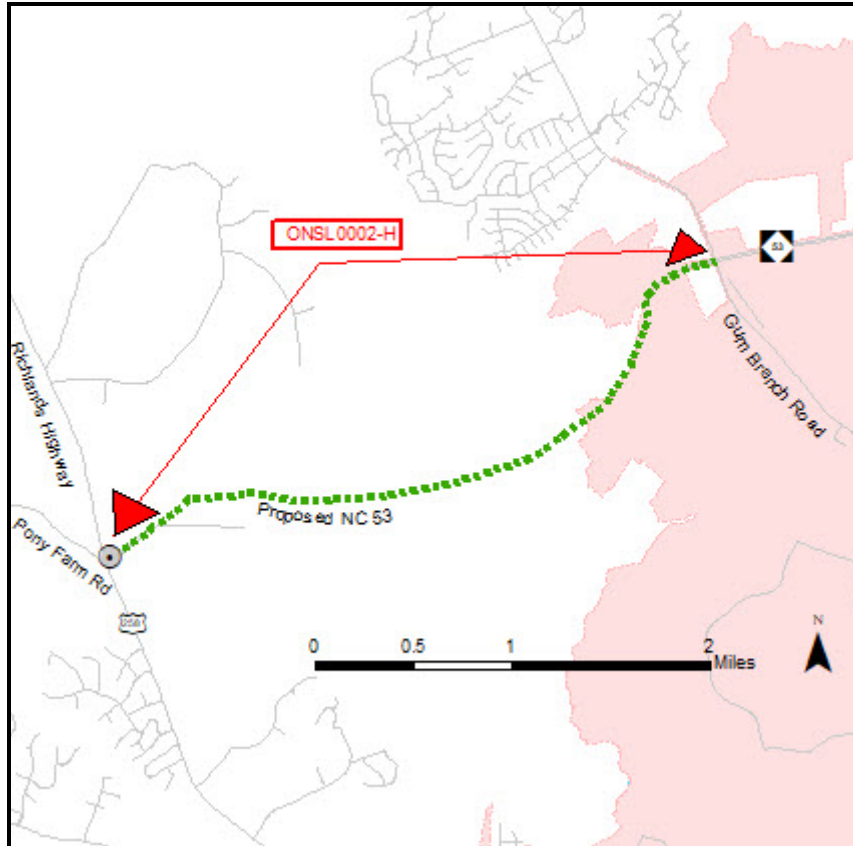 ONSL0002-H
53
Richlands Highway
Gum Branch Road
Proposed NC 53
Pony Farm Rd
258
0 0.5 1 2
Miles
N